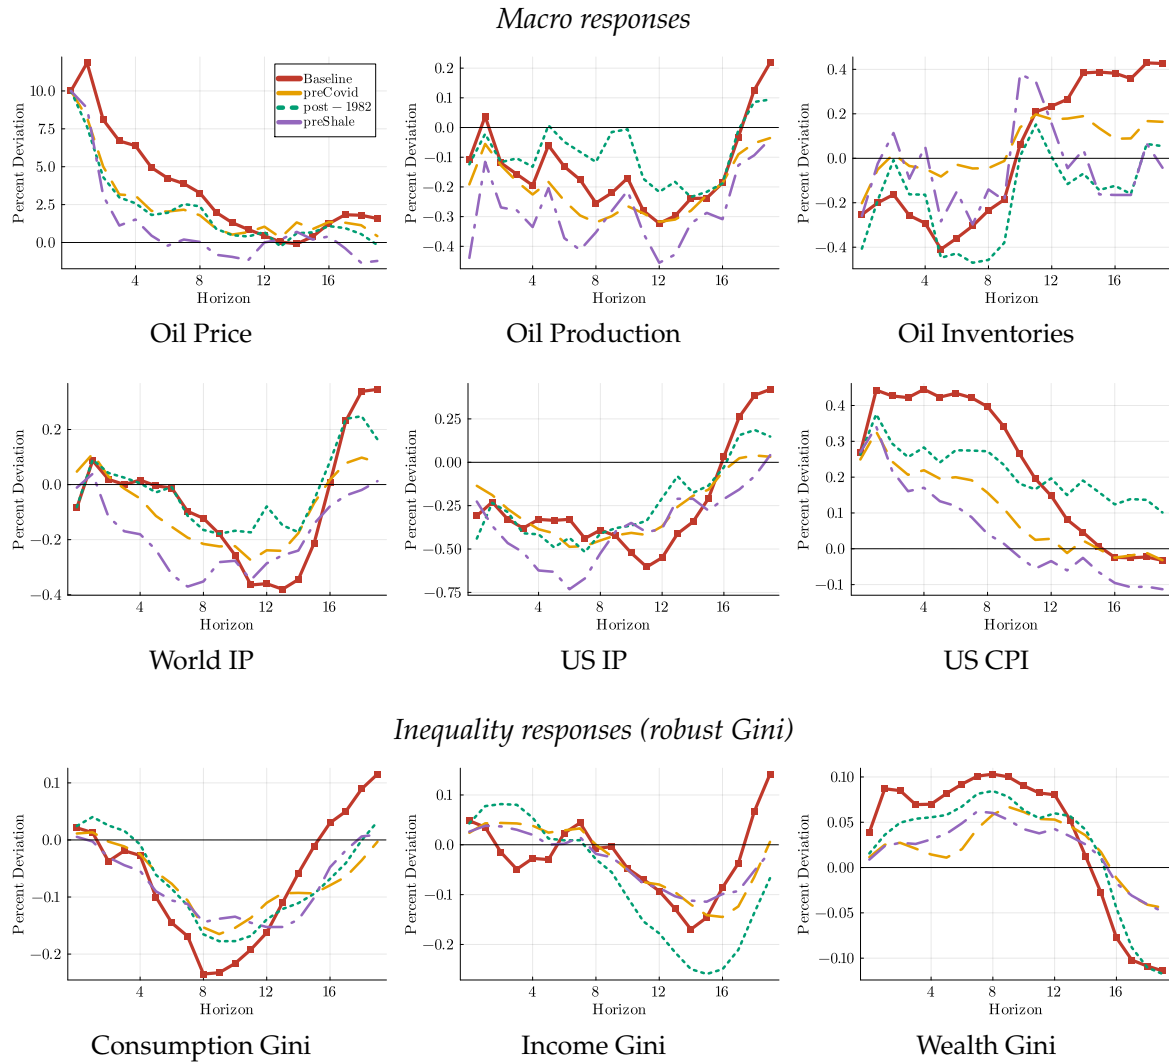 Macro responses
Percent Deviation
10.0
7.5
5.0
2.5
0.0
4 8 12 16
Horizon
Baseline
preCovid
post − 1982
preShale
Oil Price
Percent Deviation
0.2
0.1
0.0
−0.1
−0.2
−0.3
−0.4
4 8 12 16
Horizon
Oil Production
Percent Deviation
0.4
0.2
0.0
−0.2
−0.4
4 8 12 16
Horizon
Oil Inventories
Percent Deviation
0.2
0.0
−0.2
−0.4
4 8 12 16
Horizon
World IP
Percent Deviation
0.25
0.00
−0.25
−0.50
−0.75
4 8 12 16
Horizon
US IP
Percent Deviation
0.4
0.3
0.2
0.1
0.0
−0.1
4 8 12 16
Horizon
US CPI
Inequality responses (robust Gini)
Percent Deviation
0.1
0.0
−0.1
−0.2
4 8 12 16
Horizon
Consumption Gini
Percent Deviation
0.1
0.0
−0.1
−0.2
4 8 12 16
Horizon
Income Gini
Percent Deviation
0.10
0.05
0.00
−0.05
−0.10
4 8 12 16
Horizon
Wealth Gini